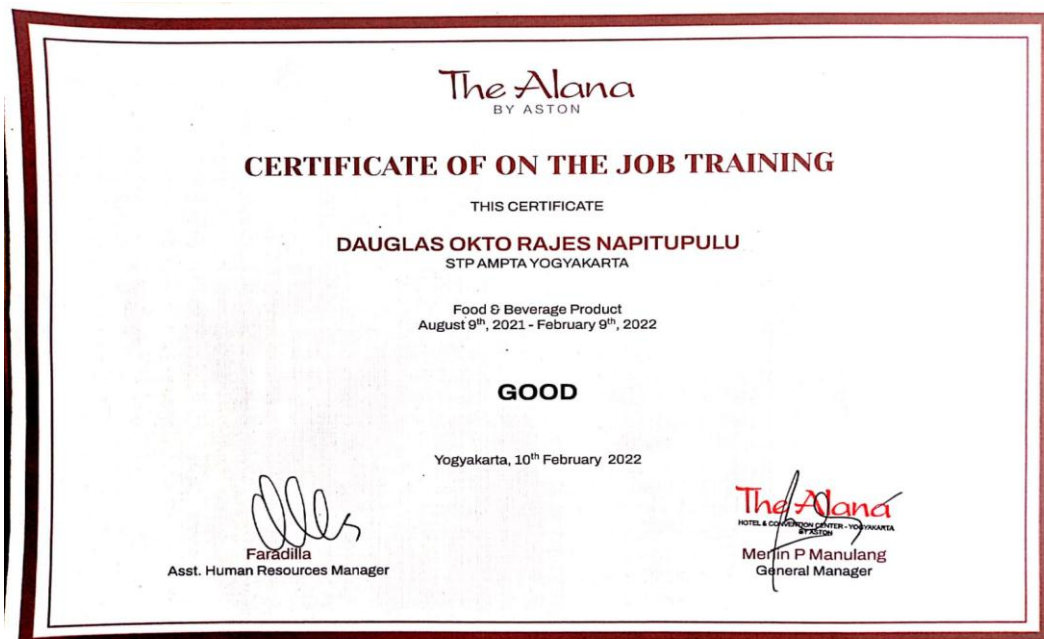 The Alana
BY ASTON
CERTIFICATE OF ON THE JOB TRAINING
THIS CERTIFICATE
DAUGLAS OKTO RAJES NAPITUPULU
STP AMPTA YOGYAKARTA
Food & Beverage Product
August 9th, 2021 - February 9th, 2022
GOOD
Yogyakarta, 10th February 2022
Faradilla
Asst. Human Resources Manager
The Alana
HOTEL & CONVENTION CENTER - YOGYAKARTA
BY ASTON
Merlin P Manulang
General Manager